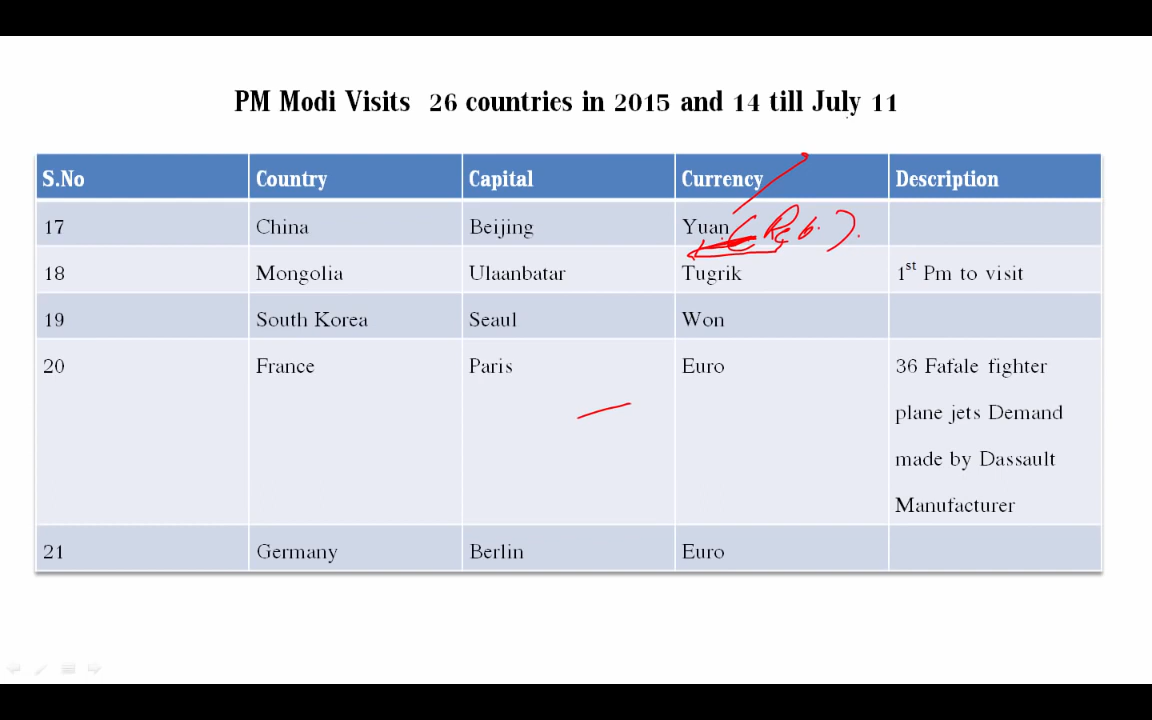 PM Modi Visits 26 countries in 2015 and 14 till July 11
S.No Country Capital Currency Description
17 China Beijing Yuan
18 Mongolia Ulaanbatar Tugrik 1st Pm to visit
19 South Korea Seaul Won
20 France Paris Euro 36 Fafale fighter
plane jets Demand
made by Dassault
Manufacturer
21 Germany Berlin Euro